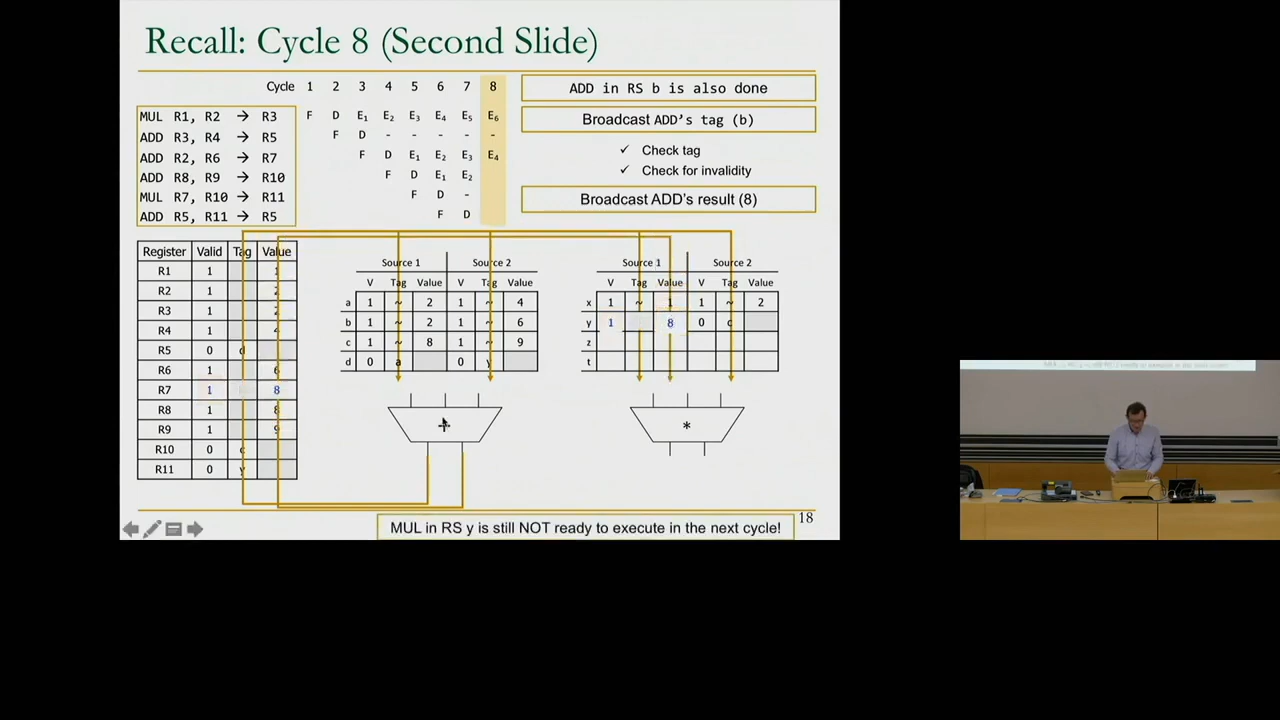 Recall: Cycle 8 (Second Slide)
Cycle 1 2 3 4 5 6 7 8
MUL R1, R2 → R3 F D E1 E2 E3 E4 E5 E6
ADD R3, R4 → R5 F D - - - - -
ADD R2, R6 → R7 F D E1 E2 E3 E4
ADD R8, R9 → R10 F D E1 E2
MUL R7, R10 → R11 F D -
ADD R5, R11 → R5 F D
ADD in RS b is also done
Broadcast ADD's tag (b)
✓ Check tag
✓ Check for invalidity
Broadcast ADD's result (8)
Register Valid Tag Value
R1 1 1
R2 1 2
R3 1 2
R4 1 4
R5 0 d
R6 1 6
R7 1 8
R8 1 8
R9 1 9
R10 0 c
R11 0 y
Source 1 Source 2
V Tag Value V Tag Value
a 1 ~ 2 1 ~ 4
b 1 ~ 2 1 ~ 6
c 1 ~ 8 1 ~ 9
d 0 a 0 y
+
Source 1 Source 2
V Tag Value V Tag Value
x 1 ~ 1 1 ~ 2
y 1 8 0 c
z
t
*
MUL in RS y is still NOT ready to execute in the next cycle!
18